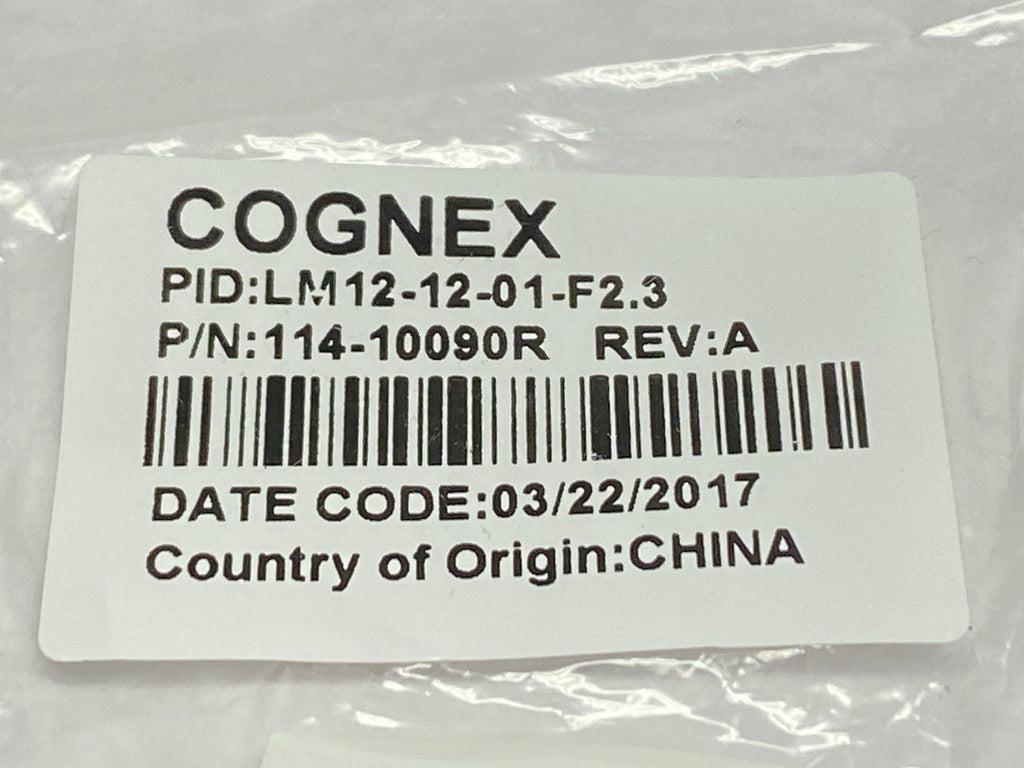 COGNEX
PID:LM12-12-01-F2.3
P/N:114-10090R REV:A
DATE CODE:03/22/2017
Country of Origin:CHINA